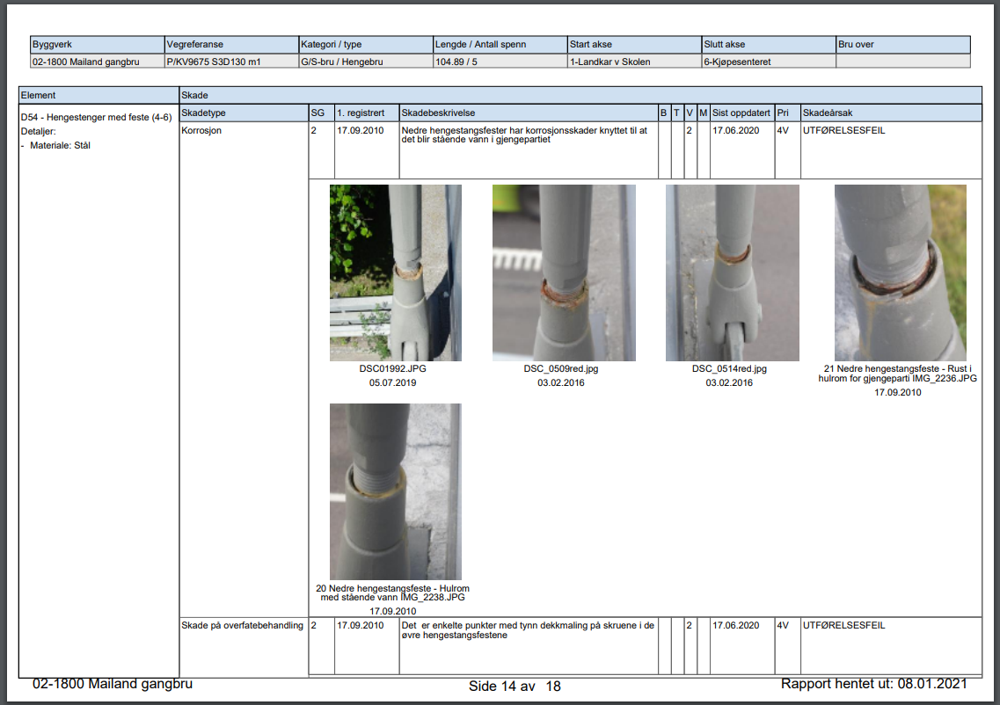 Byggverk Vegreferanse Kategori / type Lengde / Antall spenn Start akse Slutt akse Bru over
02-1800 Mailand gangbru P/KV9675 S3D130 m1 G/S-bru / Hengebru 104.89 / 5 1-Landkar v Skolen 6-Kjøpesenteret
Element Skade
D54 - Hengestenger med feste (4-6)
Detaljer:
- Materiale: Stål
Skadetype SG 1. registrert Skadebeskrivelse B T V M Sist oppdatert Pri Skadeårsak
Korrosjon 2 17.09.2010 Nedre hengestangsfester har korrosjonsskader knyttet til at 2 17.06.2020 4V UTFØRELSESFEIL
det blir stående vann i gjengepartiet
DSC01992.JPG
05.07.2019
DSC_0509red.jpg
03.02.2016
DSC_0514red.jpg
03.02.2016
21 Nedre hengestangsfeste - Rust i
hulrom for gjengeparti IMG_2236.JPG
17.09.2010
20 Nedre hengestangsfeste - Hulrom
med stående vann IMG_2238.JPG
17.09.2010
Skade på overfatebehandling 2 17.09.2010 Det er enkelte punkter med tynn dekkmaling på skruene i de 2 17.06.2020 4V UTFØRELSESFEIL
øvre hengestangsfestene
02-1800 Mailand gangbru Side 14 av 18 Rapport hentet ut: 08.01.2021